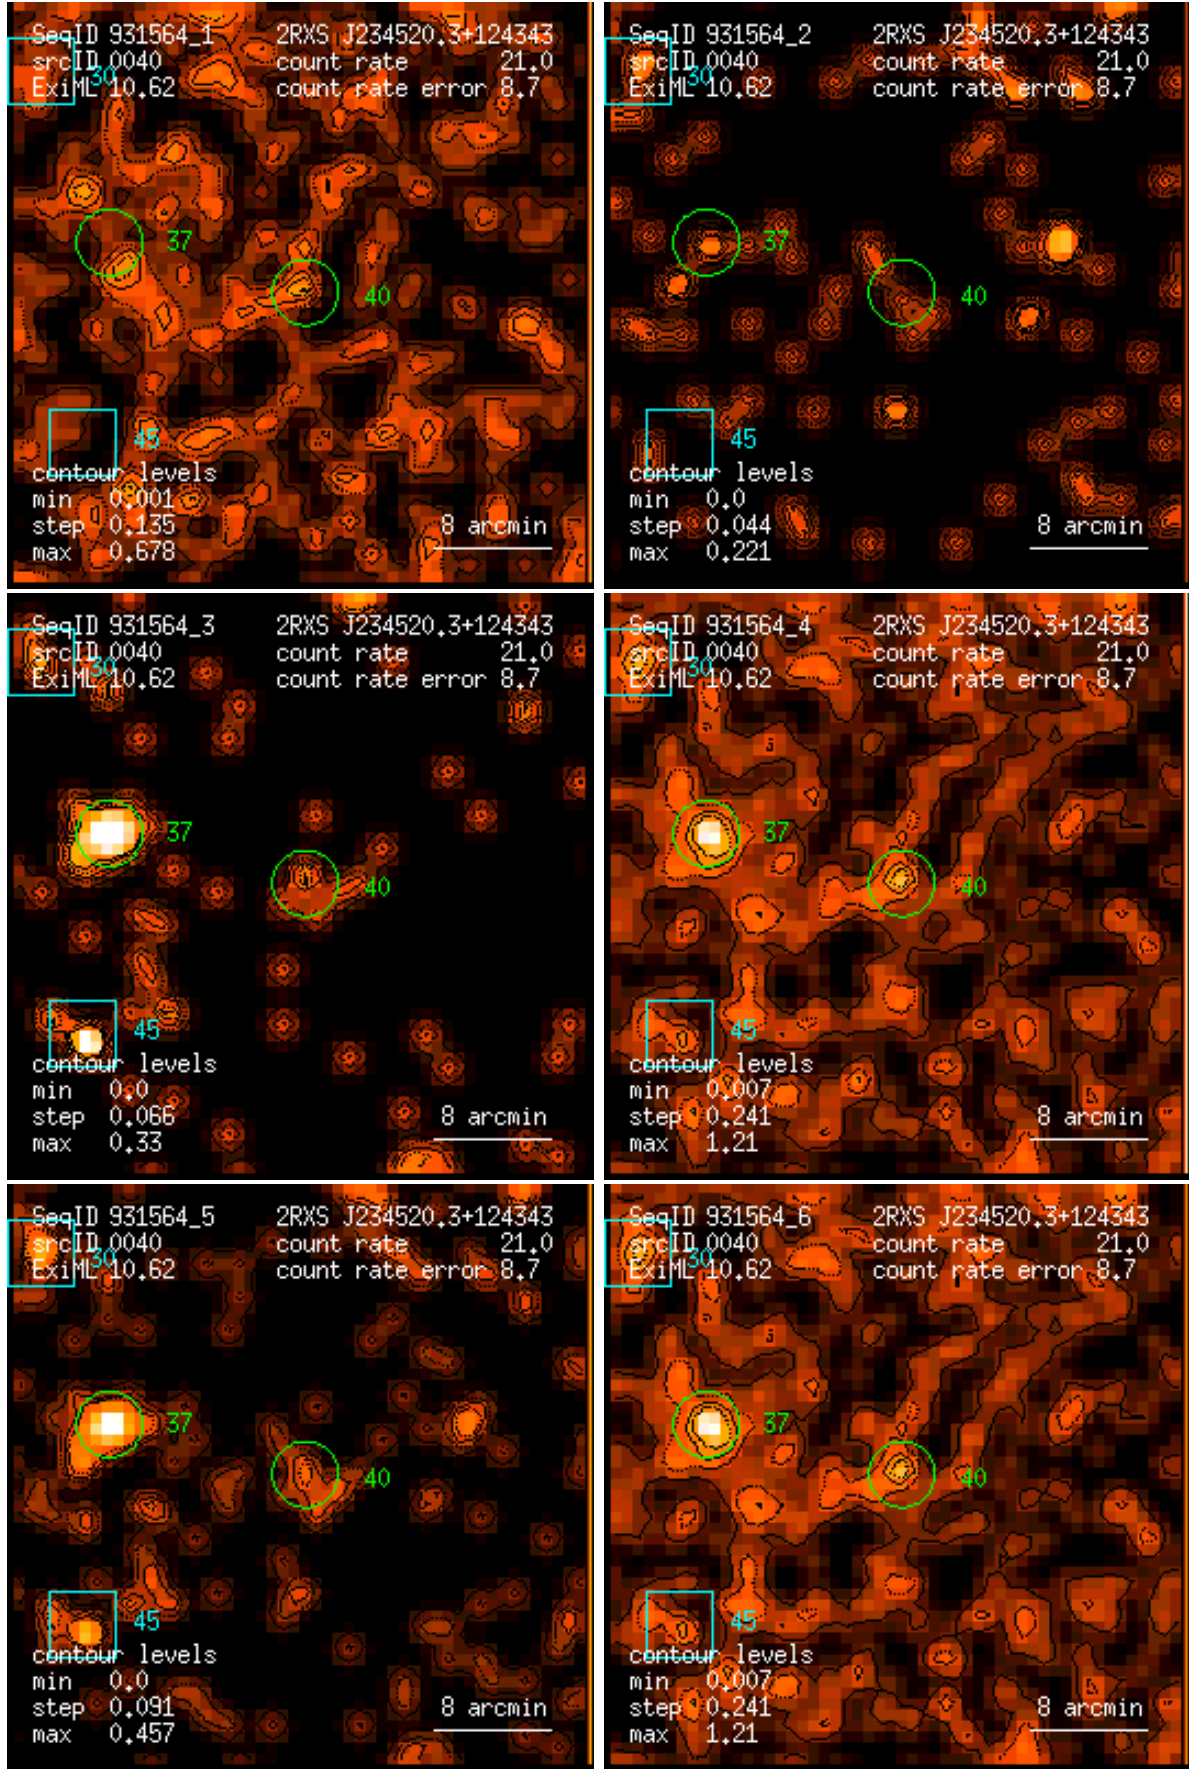 SeqID 931564_1 2RXS J234520.3+124343
srcID 0040 count rate 21.0
30
ExiML 10.62 count rate error 8.7
37
40
45
contour levels
min 0.001
step 0.135 8 arcmin
max 0.678
SeqID 931564_2 2RXS J234520.3+124343
srcID 0040 count rate 21.0
30
ExiML 10.62 count rate error 8.7
37
40
45
contour levels
min 0.0
step 0.044 8 arcmin
max 0.221
SeqID 931564_3 2RXS J234520.3+124343
srcID 0040 count rate 21.0
30
ExiML 10.62 count rate error 8.7
37
40
45
contour levels
min 0.0
step 0.066 8 arcmin
max 0.33
SeqID 931564_4 2RXS J234520.3+124343
srcID 0040 count rate 21.0
30
ExiML 10.62 count rate error 8.7
37
40
45
contour levels
min 0.007
step 0.241 8 arcmin
max 1.21
SeqID 931564_5 2RXS J234520.3+124343
srcID 0040 count rate 21.0
30
ExiML 10.62 count rate error 8.7
37
40
45
contour levels
min 0.0
step 0.091 8 arcmin
max 0.457
SeqID 931564_6 2RXS J234520.3+124343
srcID 0040 count rate 21.0
30
ExiML 10.62 count rate error 8.7
37
40
45
contour levels
min 0.007
step 0.241 8 arcmin
max 1.21